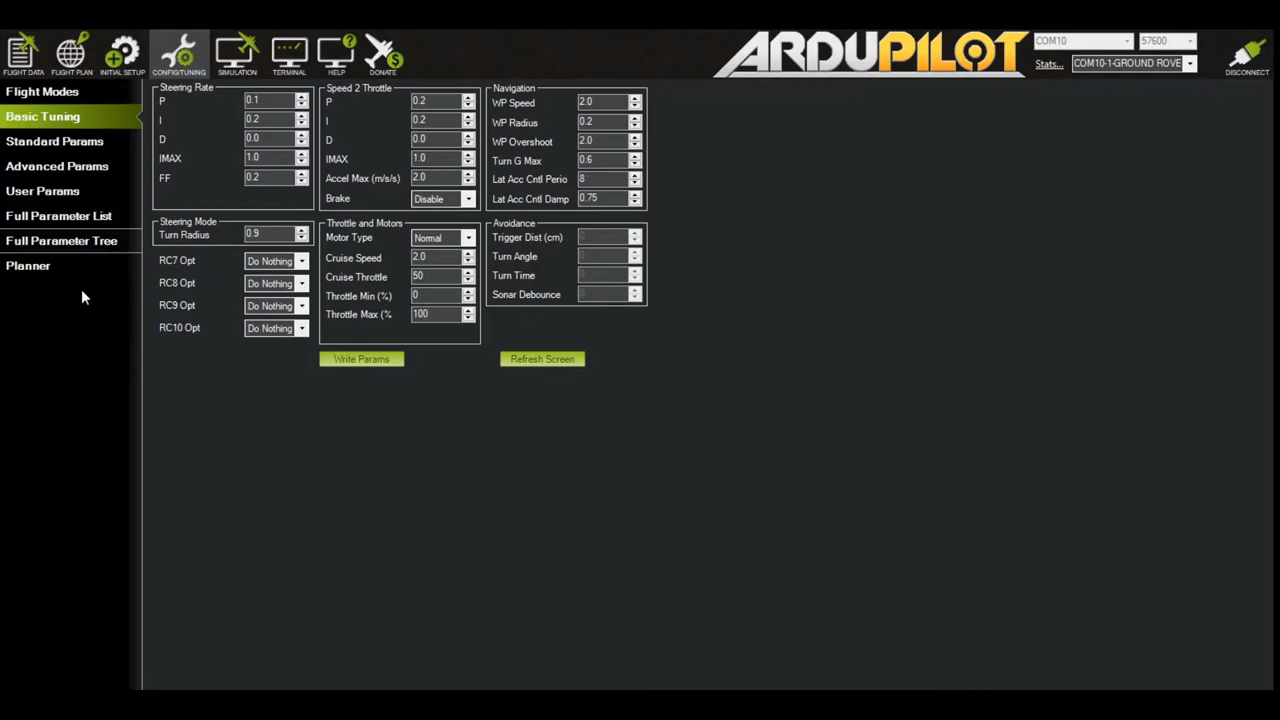 FLIGHT DATA
FLIGHT PLAN
INITIAL SETUP
CONFIG/TUNING
SIMULATION
TERMINAL
HELP
DONATE
ARDUPILOT
COM10
57600
Stats...
COM10-1-GROUND ROVE
DISCONNECT
Flight Modes
Basic Tuning
Standard Params
Advanced Params
User Params
Full Parameter List
Full Parameter Tree
Planner
Steering Rate
P 0.1
I 0.2
D 0.0
IMAX 1.0
FF 0.2
Steering Mode
Turn Radius 0.9
RC7 Opt Do Nothing
RC8 Opt Do Nothing
RC9 Opt Do Nothing
RC10 Opt Do Nothing
Speed 2 Throttle
P 0.2
I 0.2
D 0.0
IMAX 1.0
Accel Max (m/s/s) 2.0
Brake Disable
Throttle and Motors
Motor Type Normal
Cruise Speed 2.0
Cruise Throttle 50
Throttle Min (%) 0
Throttle Max (% 100
Navigation
WP Speed 2.0
WP Radius 0.2
WP Overshoot 2.0
Turn G Max 0.6
Lat Acc Cntl Perio 8
Lat Acc Cntl Damp 0.75
Avoidance
Trigger Dist (cm) 0
Turn Angle 0
Turn Time 0
Sonar Debounce 0
Write Params
Refresh Screen